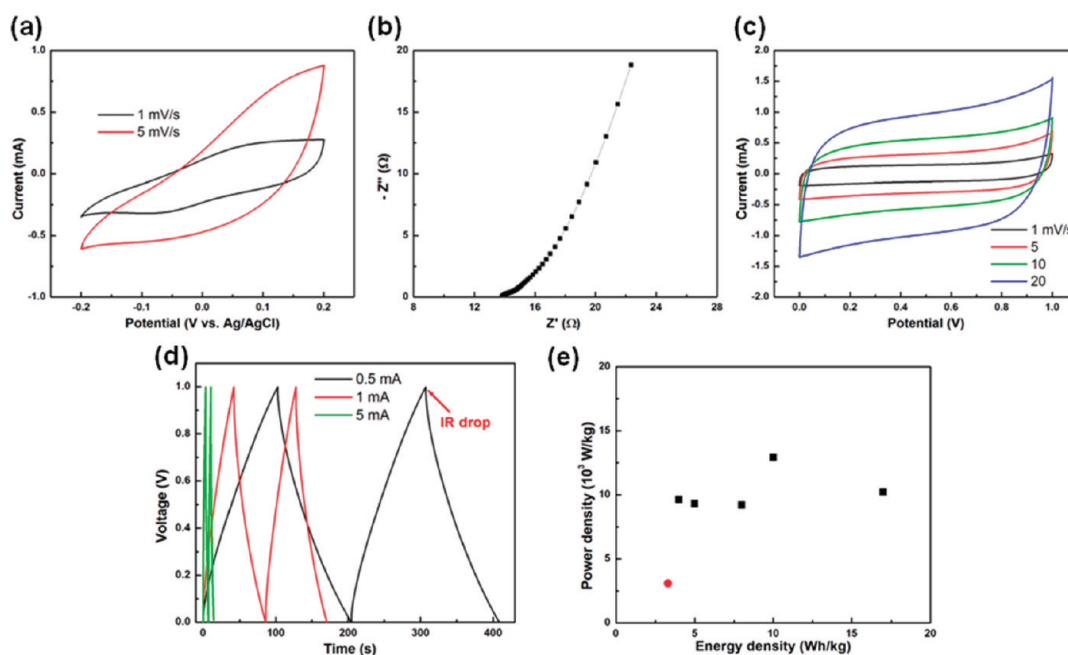 (a)
1.0
0.5
0.0
-0.5
-1.0
Current (mA)
1 mV/s
5 mV/s
-0.2
-0.1
0.0
0.1
0.2
Potential (V vs. Ag/AgCl)
(b)
20
15
10
5
0
- Z'' (Ω)
8
12
16
20
24
28
Z' (Ω)
(c)
2.0
1.5
1.0
0.5
0.0
-0.5
-1.0
-1.5
-2.0
Current (mA)
1 mV/s
5
10
20
0.0
0.2
0.4
0.6
0.8
1.0
Potential (V)
(d)
1.0
0.8
0.6
0.4
0.2
0.0
Voltage (V)
0.5 mA
1 mA
5 mA
IR drop
0
100
200
300
400
Time (s)
(e)
20
15
10
5
0
Power density (10³ W/kg)
0
5
10
15
20
Energy density (Wh/kg)